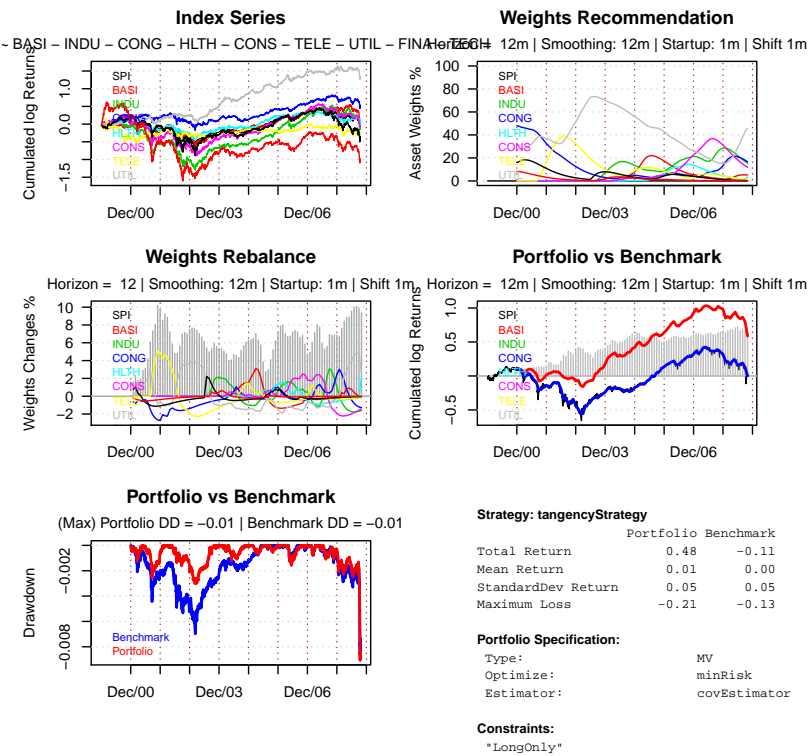 Index Series
~ BASI − INDU − CONG − HLTH − CONS − TELE − UTIL − FINA − TECH
Cumulated log Returns
1.0
0.0
−1.5
SPI
BASI
INDU
CONG
HLTH
CONS
TELE
UTIL
Dec/00 Dec/03 Dec/06
Weights Recommendation
Horizon = 12m | Smoothing: 12m | Startup: 1m | Shift 1m
Asset Weights %
100
80
60
40
20
0
SPI
BASI
INDU
CONG
HLTH
CONS
TELE
UTIL
Dec/00 Dec/03 Dec/06
Weights Rebalance
Horizon = 12 | Smoothing: 12m | Startup: 1m | Shift 1m
Weights Changes %
10
8
6
4
2
0
−2
SPI
BASI
INDU
CONG
HLTH
CONS
TELE
UTIL
Dec/00 Dec/03 Dec/06
Portfolio vs Benchmark
Horizon = 12m | Smoothing: 12m | Startup: 1m | Shift 1m
Cumulated log Returns
1.0
0.5
−0.5
SPI
BASI
INDU
CONG
HLTH
CONS
TELE
UTIL
Dec/00 Dec/03 Dec/06
Portfolio vs Benchmark
(Max) Portfolio DD = −0.01 | Benchmark DD = −0.01
Drawdown
−0.002
−0.008
Benchmark
Portfolio
Dec/00 Dec/03 Dec/06
Strategy: tangencyStrategy
Portfolio Benchmark
Total Return 0.48 −0.11
Mean Return 0.01 0.00
StandardDev Return 0.05 0.05
Maximum Loss −0.21 −0.13
Portfolio Specification:
Type: MV
Optimize: minRisk
Estimator: covEstimator
Constraints:
"LongOnly"